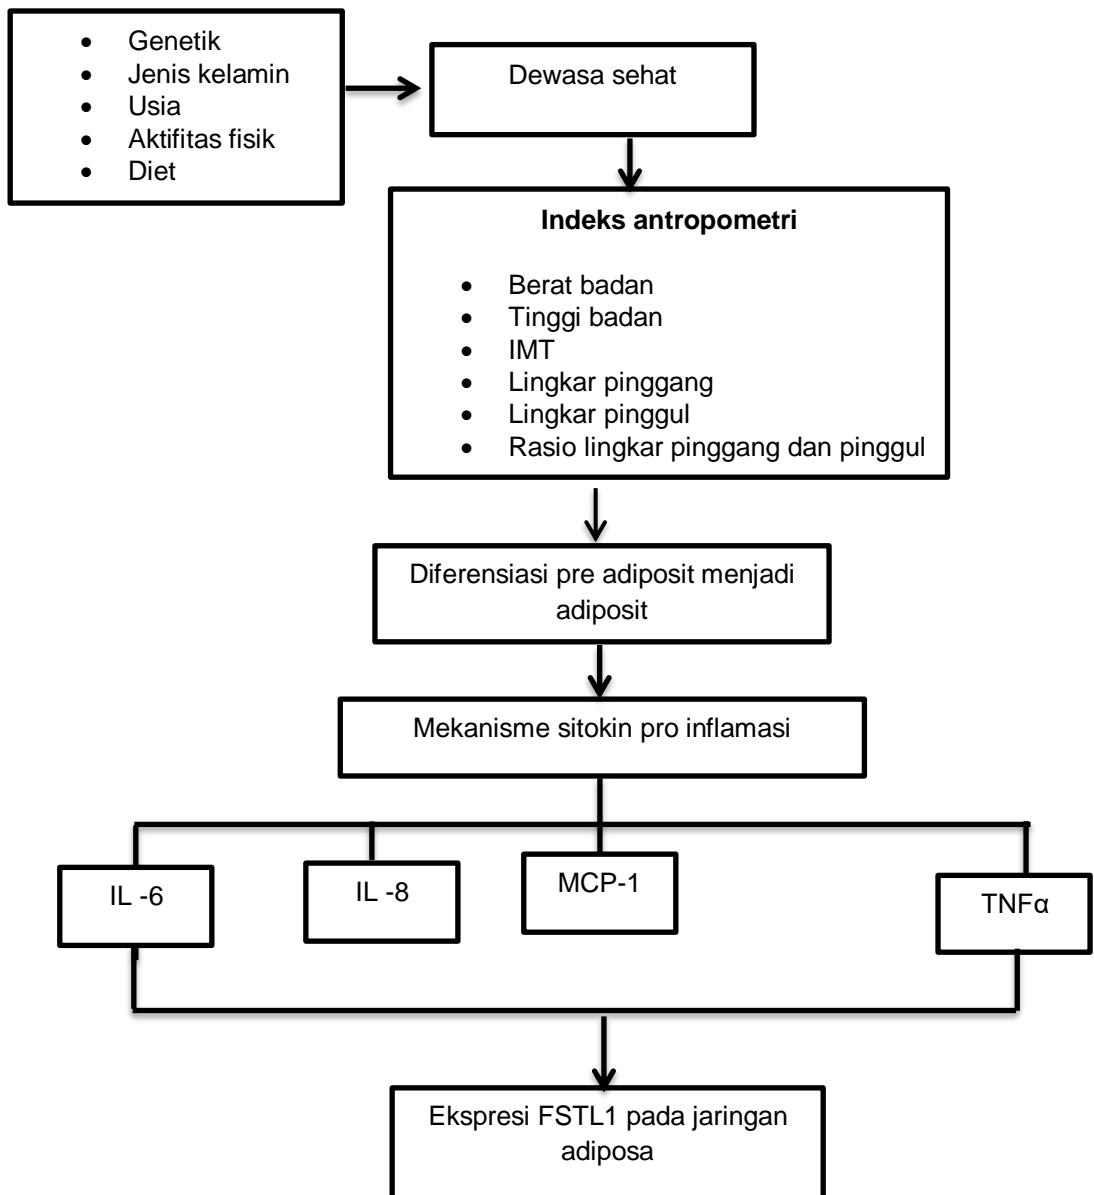 • Genetik
• Jenis kelamin
• Usia
• Aktifitas fisik
• Diet
Dewasa sehat
Indeks antropometri
• Berat badan
• Tinggi badan
• IMT
• Lingkar pinggang
• Lingkar pinggul
• Rasio lingkar pinggang dan pinggul
Diferensiasi pre adiposit menjadi
adiposit
Mekanisme sitokin pro inflamasi
IL -6
IL -8
MCP-1
TNFα
Ekspresi FSTL1 pada jaringan
adiposa